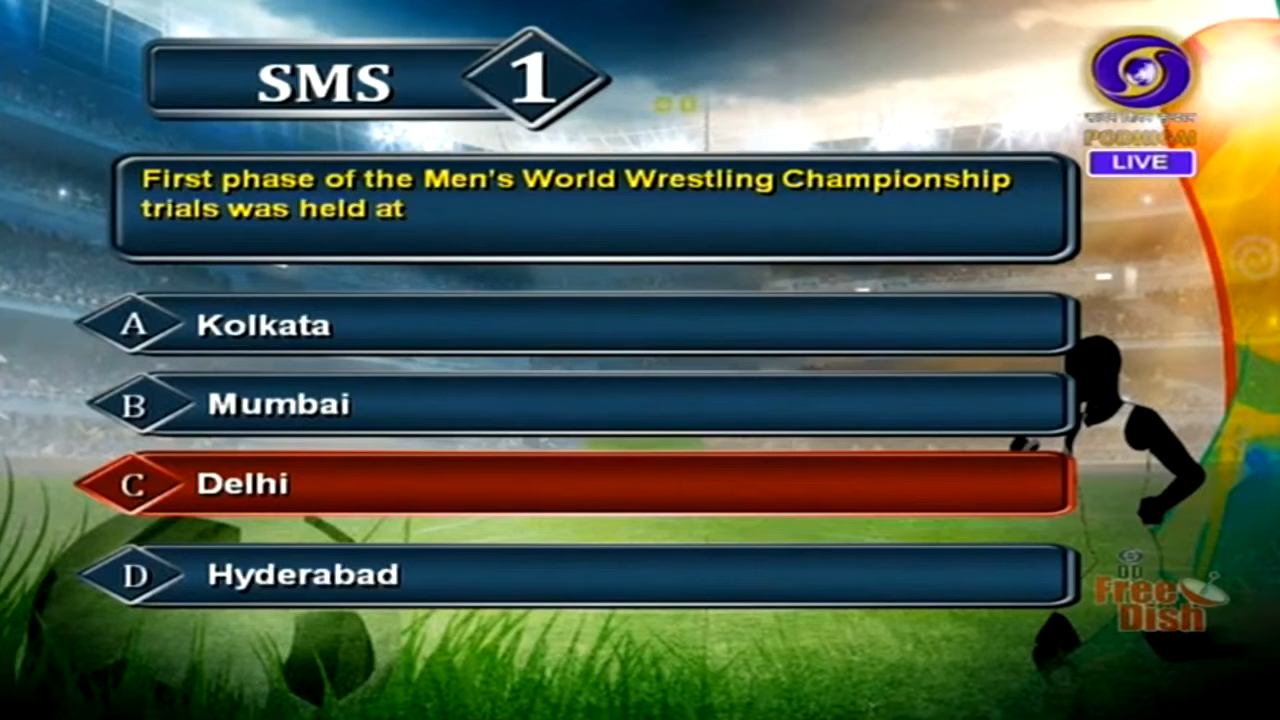 SMS 1
First phase of the Men's World Wrestling Championship
trials was held at
A Kolkata
B Mumbai
C Delhi
D Hyderabad
PODHIGAI
LIVE
DD
Free
Dish